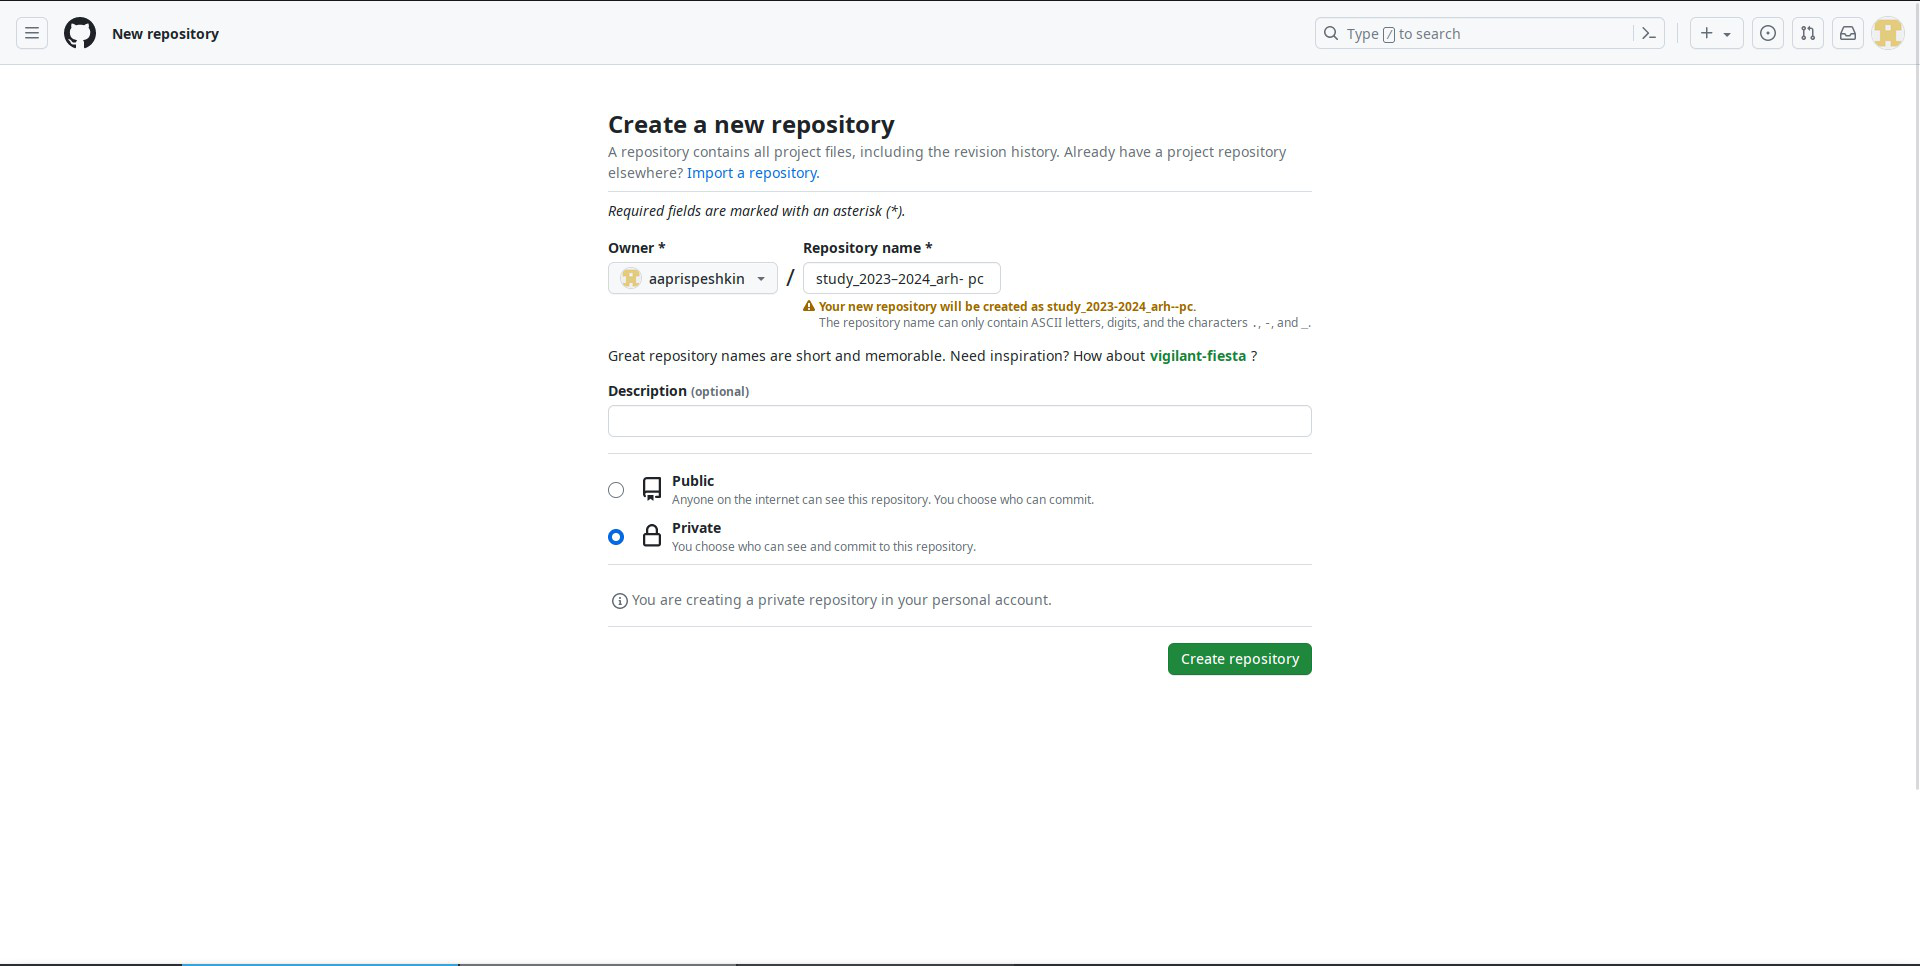 New repository
Type / to search
Create a new repository
A repository contains all project files, including the revision history. Already have a project repository
elsewhere? Import a repository.
Required fields are marked with an asterisk (*).
Owner *
Repository name *
aaprispeshkin
/
study_2023–2024_arh- pc
Your new repository will be created as study_2023-2024_arh--pc.
The repository name can only contain ASCII letters, digits, and the characters ., -, and _.
Great repository names are short and memorable. Need inspiration? How about vigilant-fiesta ?
Description (optional)
Public
Anyone on the internet can see this repository. You choose who can commit.
Private
You choose who can see and commit to this repository.
You are creating a private repository in your personal account.
Create repository